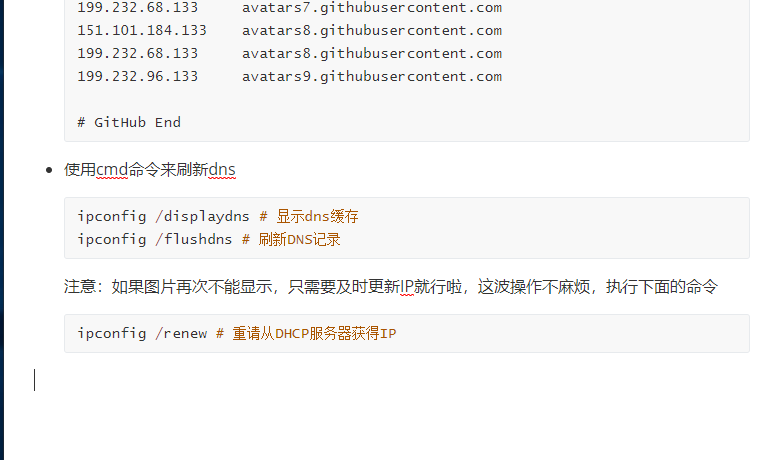 199.232.68.133     avatars7.githubusercontent.com
151.101.184.133    avatars8.githubusercontent.com
199.232.68.133     avatars8.githubusercontent.com
199.232.96.133     avatars9.githubusercontent.com
# GitHub End
使用cmd命令来刷新dns
ipconfig /displaydns # 显示dns缓存
ipconfig /flushdns # 刷新DNS记录
注意：如果图片再次不能显示，只需要及时更新IP就行啦，这波操作不麻烦，执行下面的命令
ipconfig /renew # 重请从DHCP服务器获得IP